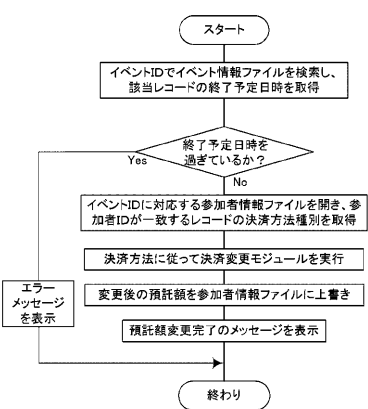 スタート
イベントIDでイベント情報ファイルを検索し、
該当レコードの終了予定日時を取得
終了予定日時を
過ぎているか？
Yes
No
イベントIDに対応する参加者情報ファイルを開き、参
加者IDが一致するレコードの決済方法種別を取得
決済方法に従って決済変更モジュールを実行
変更後の預託額を参加者情報ファイルに上書き
預託額変更完了のメッセージを表示
エラー
メッセージ
を表示
終わり